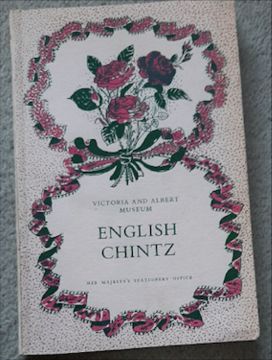 VICTORIA AND ALBERT
MUSEUM
ENGLISH
CHINTZ
HER MAJESTY'S STATIONERY OFFICE